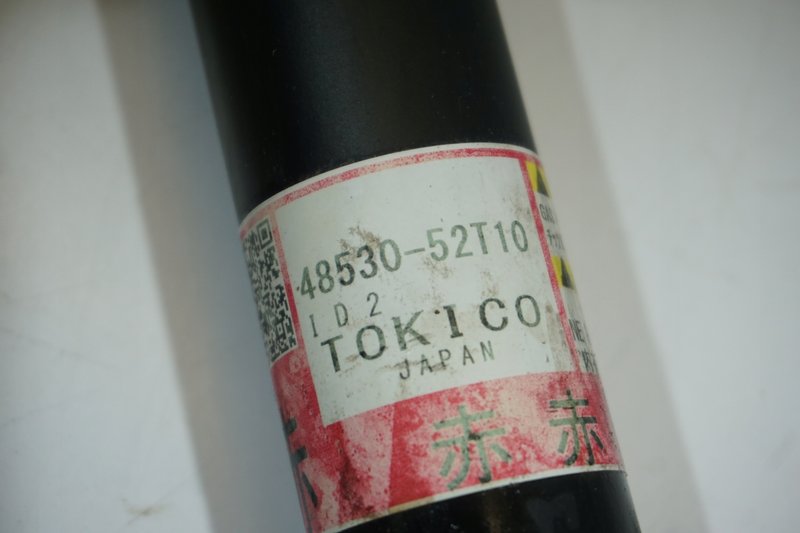 48530-52T10
ID2
TOKICO
JAPAN
赤 赤